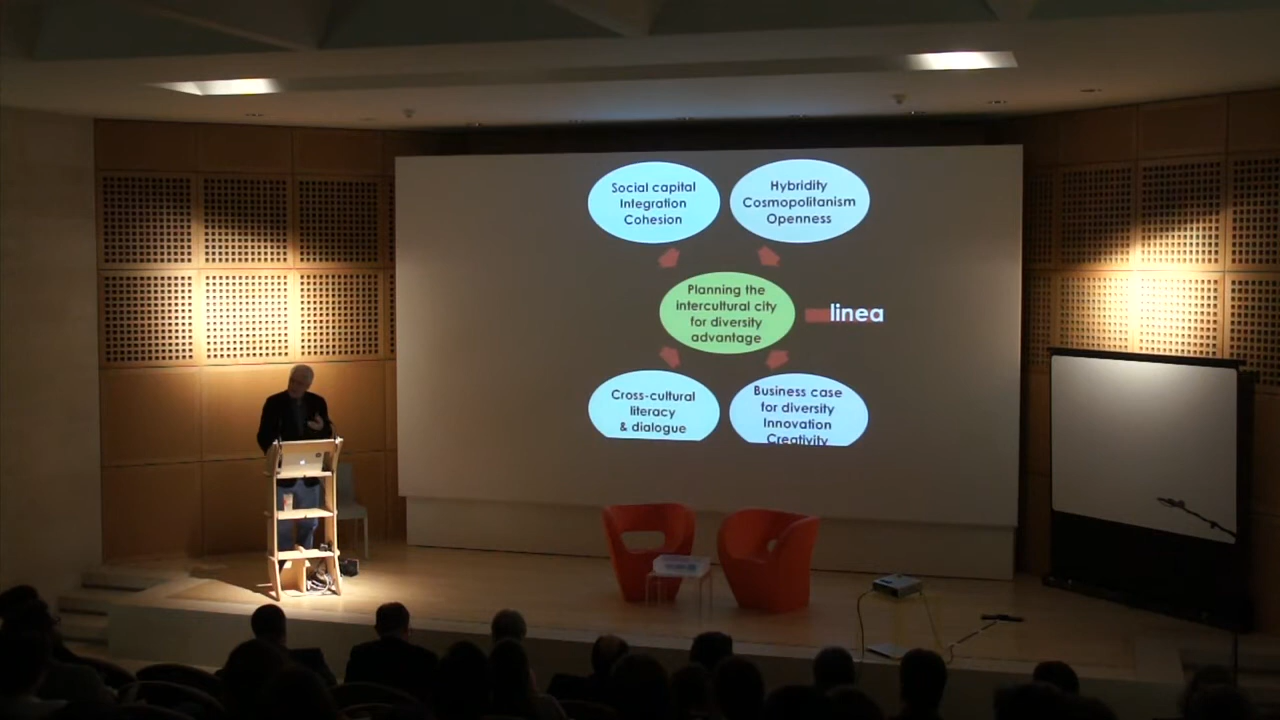 Social capital
Integration
Cohesion
Hybridity
Cosmopolitanism
Openness
Planning the
intercultural city
for diversity
advantage
linea
Cross-cultural
literacy
& dialogue
Business case
for diversity
Innovation
Creativity